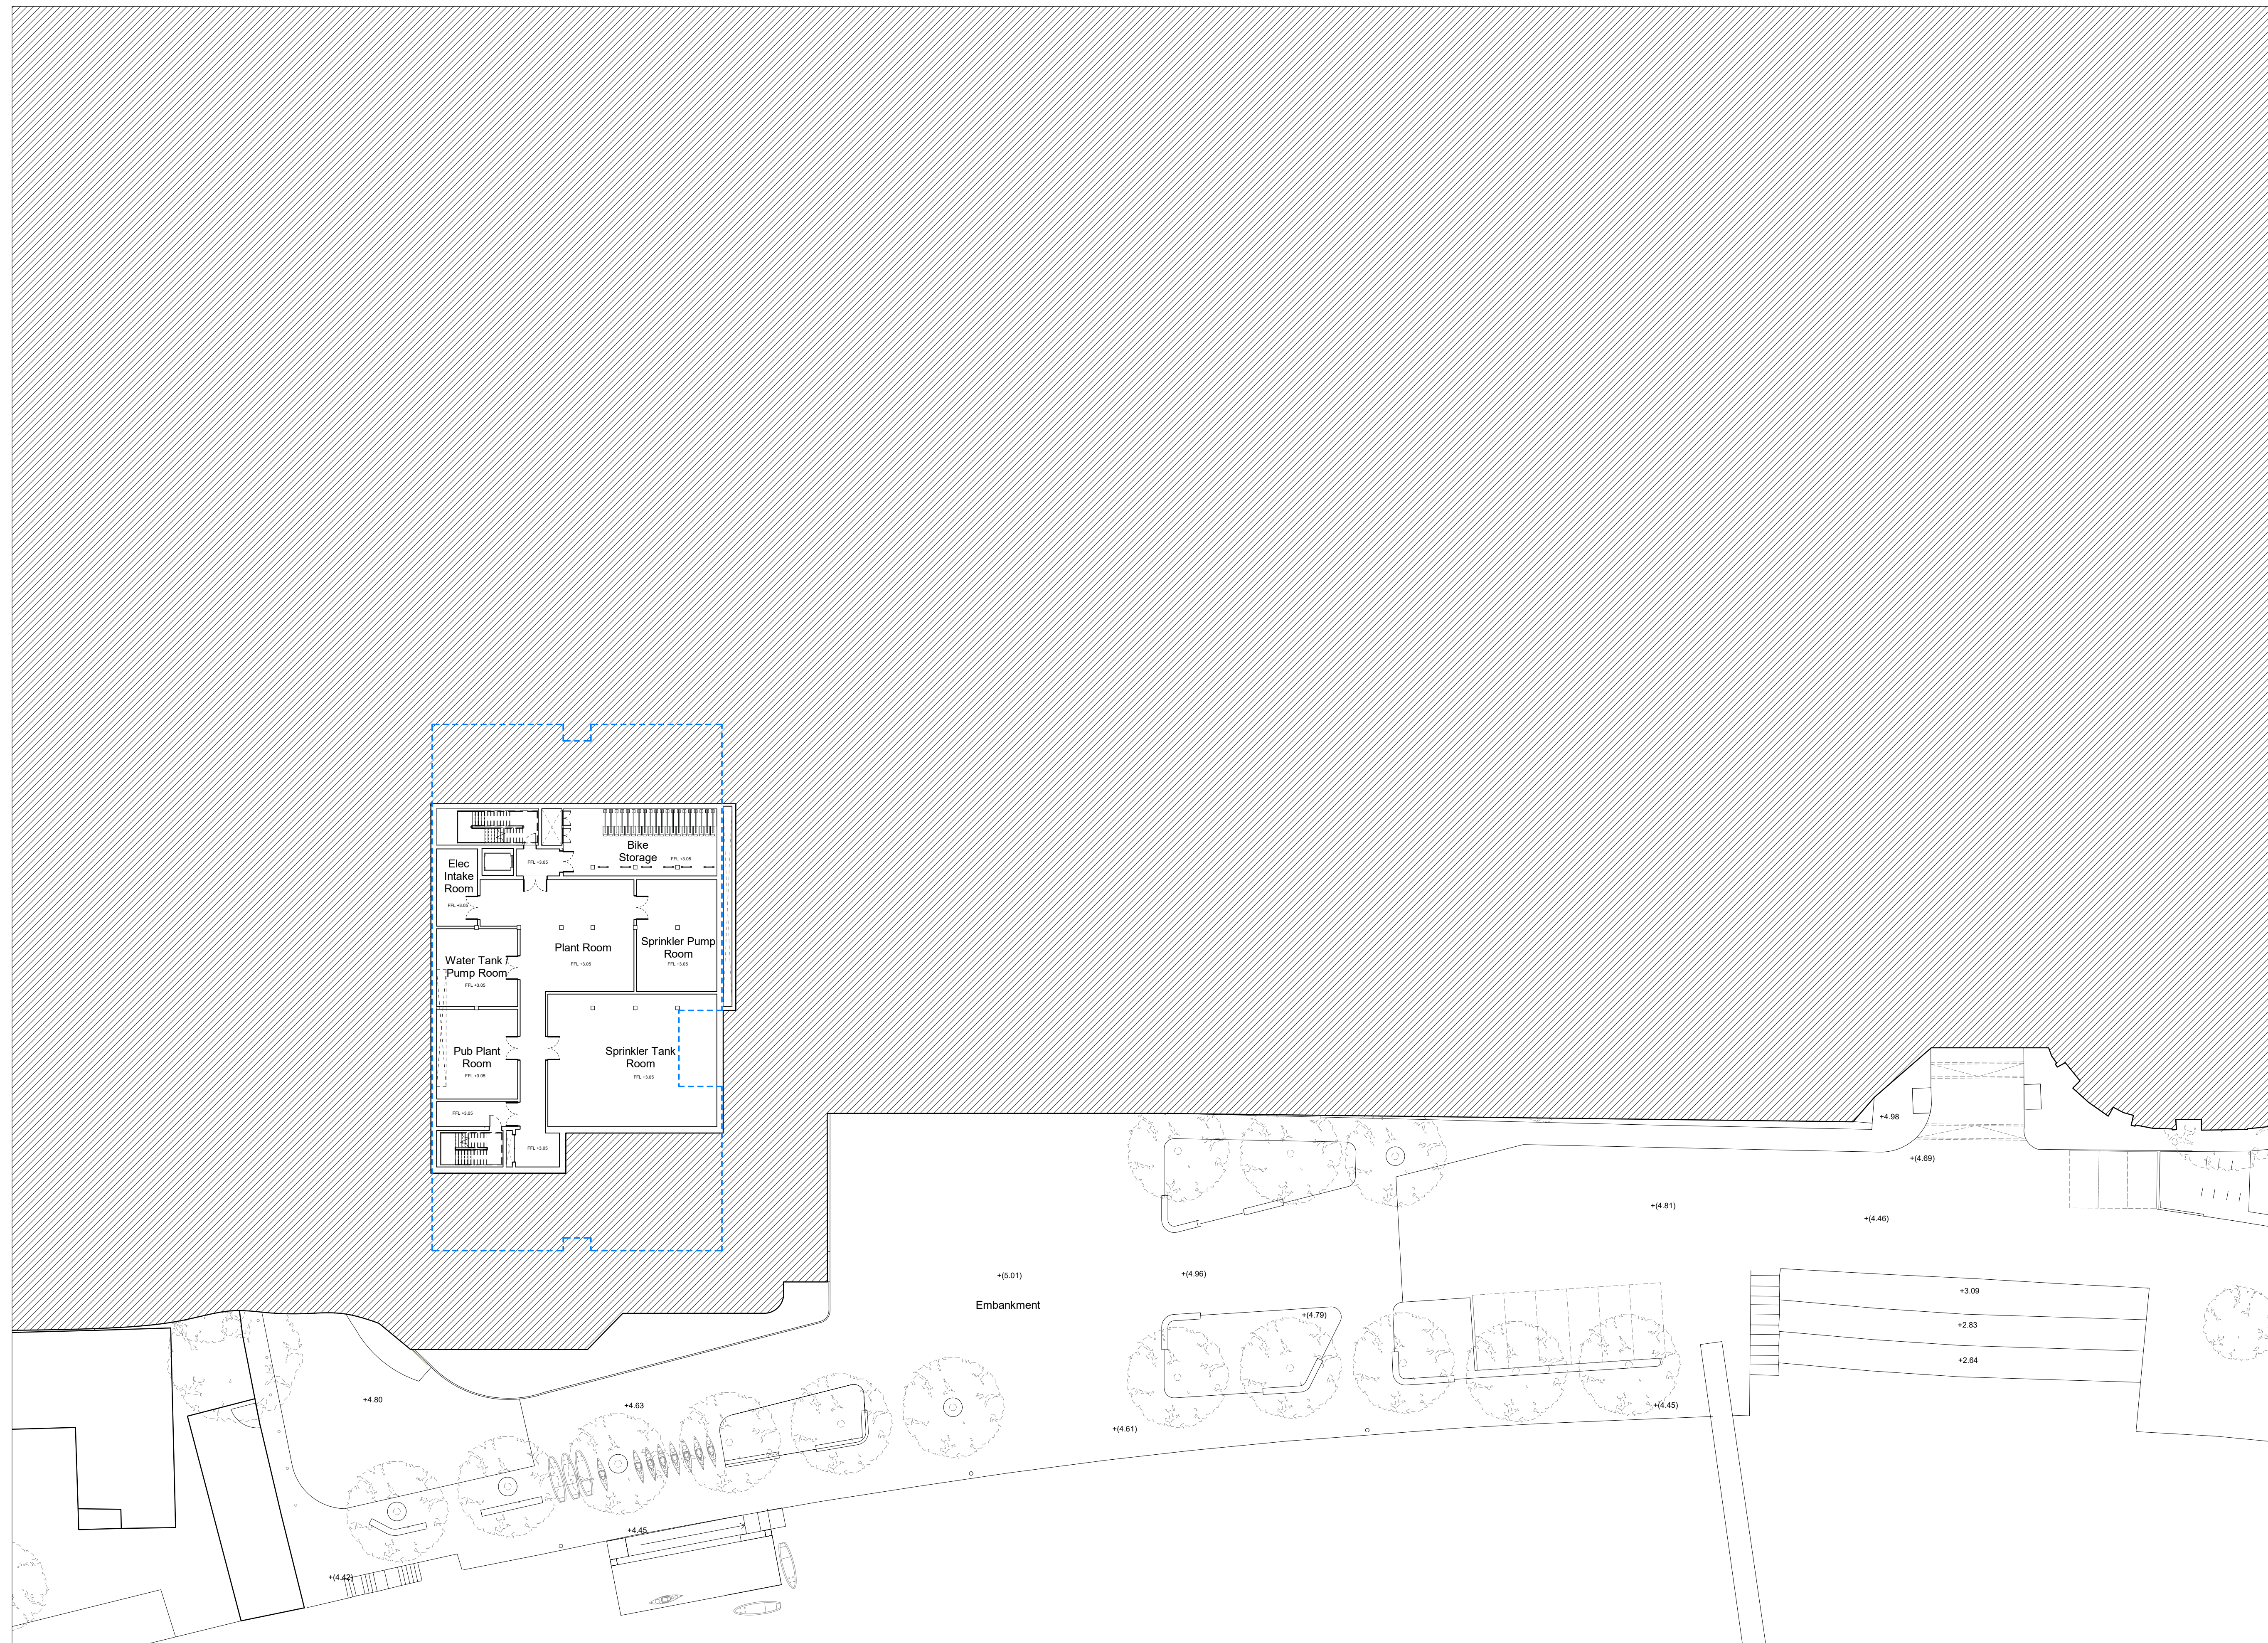 Bike
Storage
FFL +3.05
FFL +3.05
Elec
Intake
Room
FFL +3.05
Plant Room
FFL +3.05
Sprinkler Pump
Room
FFL +3.05
Water Tank /
Pump Room
FFL +3.05
Pub Plant
Room
FFL +3.05
Sprinkler Tank
Room
FFL +3.05
FFL +3.05
FFL +3.05
+4.98
+(4.69)
+(4.81)
+(4.46)
+(5.01)
+(4.96)
Embankment
+(4.79)
+3.09
+2.83
+2.64
+4.80
+4.63
+(4.45)
+(4.61)
+4.45
+(4.42)